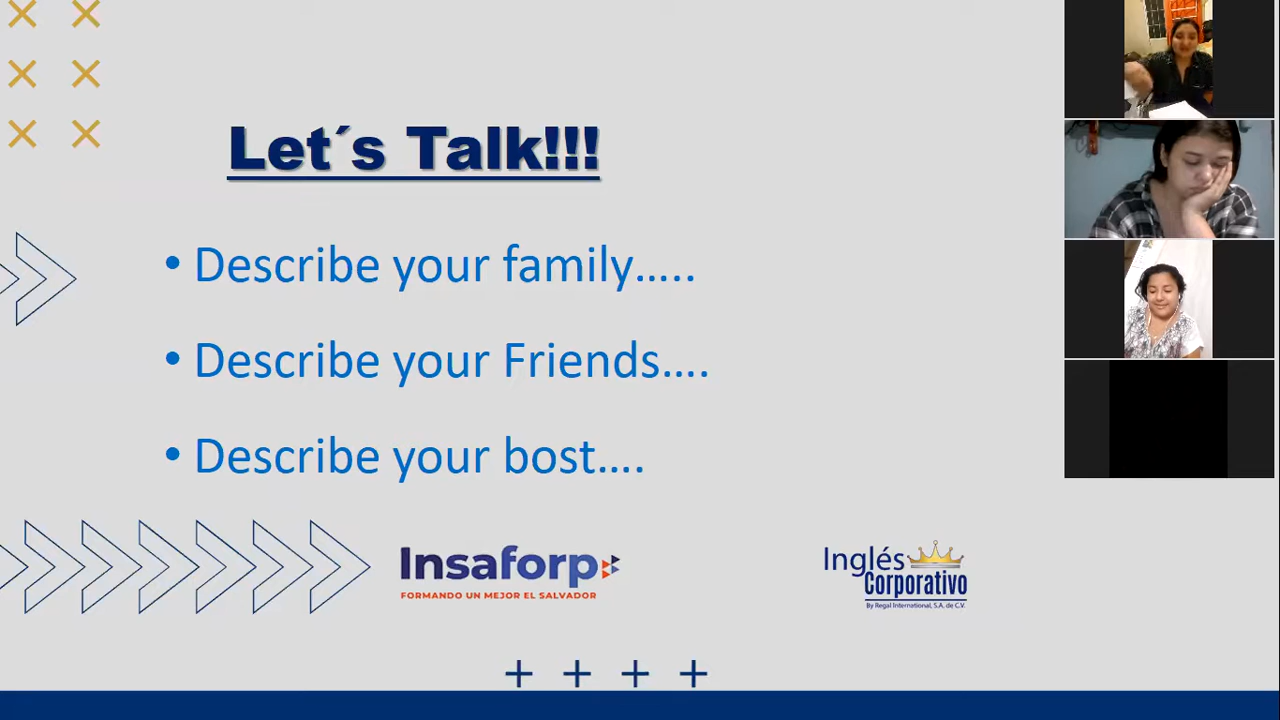 Let´s Talk!!!
• Describe your family…..
• Describe your Friends….
• Describe your bost….
Insaforp
FORMANDO UN MEJOR EL SALVADOR
Inglés
Corporativo
By Regal International, S.A. de C.V.